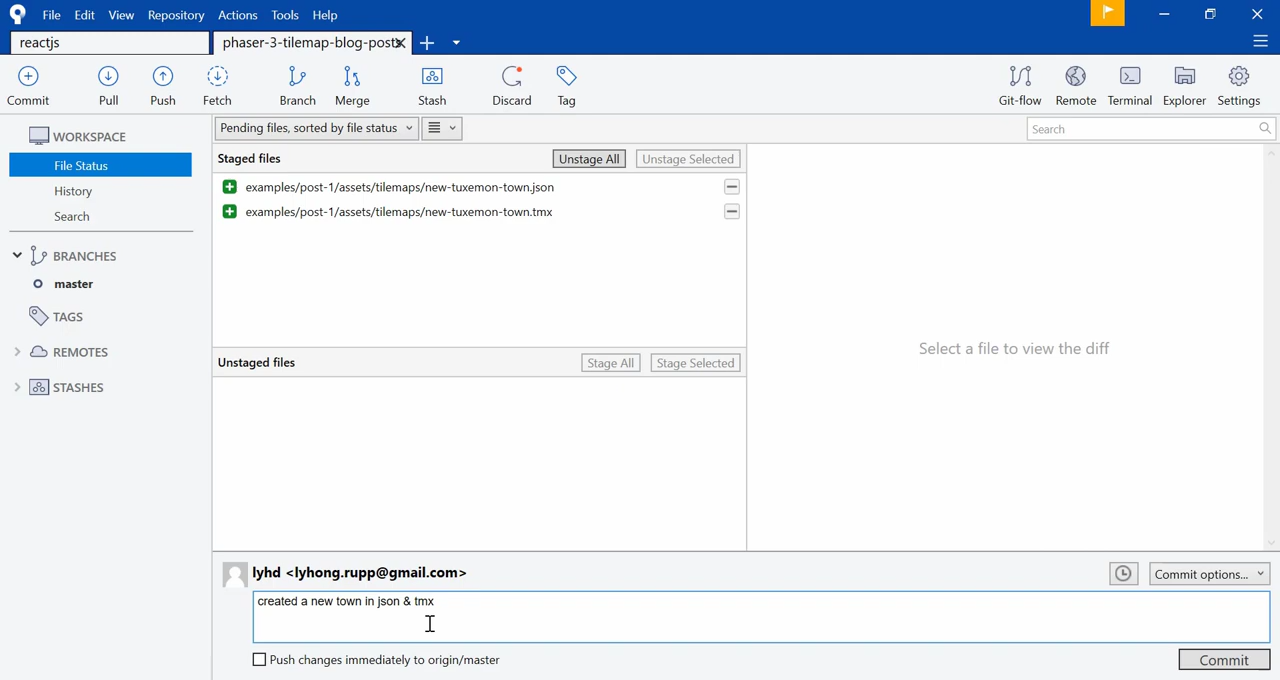 File Edit View Repository Actions Tools Help
reactjs
phaser-3-tilemap-blog-posts
Commit Pull Push Fetch Branch Merge Stash Discard Tag Git-flow Remote Terminal Explorer Settings
WORKSPACE
File Status
History
Search
BRANCHES
master
TAGS
REMOTES
STASHES
Pending files, sorted by file status
Search
Staged files
Unstage All
Unstage Selected
examples/post-1/assets/tilemaps/new-tuxemon-town.json
examples/post-1/assets/tilemaps/new-tuxemon-town.tmx
Unstaged files
Stage All
Stage Selected
Select a file to view the diff
lyhd <lyhong.rupp@gmail.com>
Commit options...
created a new town in json & tmx
Push changes immediately to origin/master
Commit